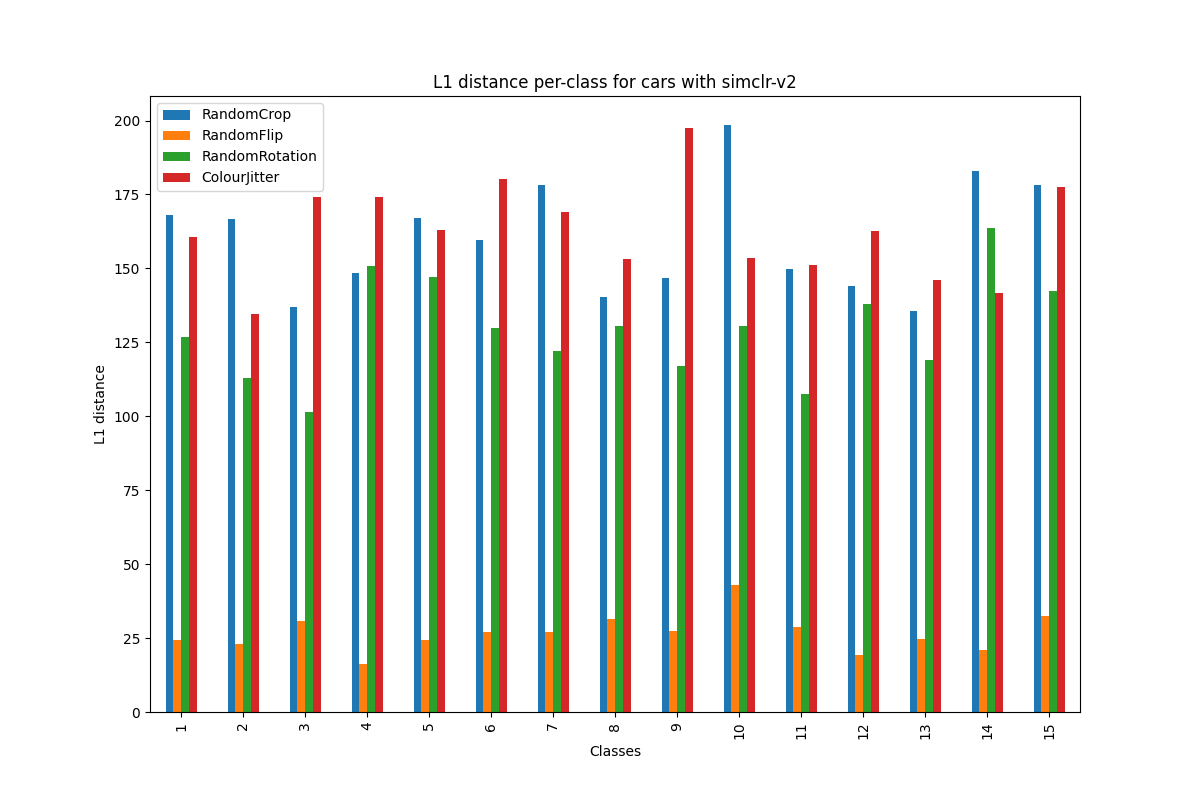 L1 distance per-class for cars with simclr-v2
RandomCrop
RandomFlip
RandomRotation
ColourJitter
200
175
150
125
100
75
50
25
0
L1 distance
1 2 3 4 5 6 7 8 9 10 11 12 13 14 15
Classes